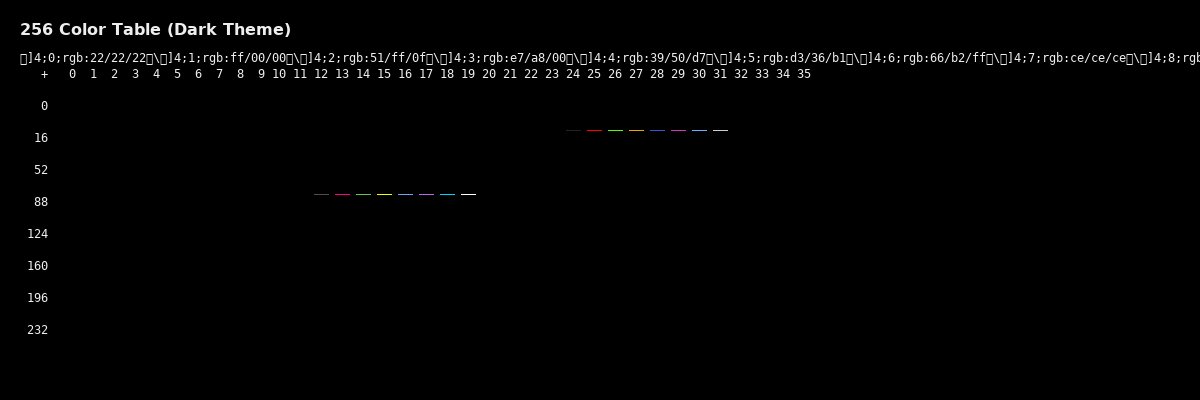 256 Color Table (Dark Theme)
]4;0;rgb:22/22/22\]4;1;rgb:ff/00/00\]4;2;rgb:51/ff/0f\]4;3;rgb:e7/a8/00\]4;4;rgb:39/50/d7\]4;5;rgb:d3/36/b1\]4;6;rgb:66/b2/ff\]4;7;rgb:ce/ce/ce\]4;8;rgb
+ 0 1 2 3 4 5 6 7 8 9 10 11 12 13 14 15 16 17 18 19 20 21 22 23 24 25 26 27 28 29 30 31 32 33 34 35
0
16
52
88
124
160
196
232